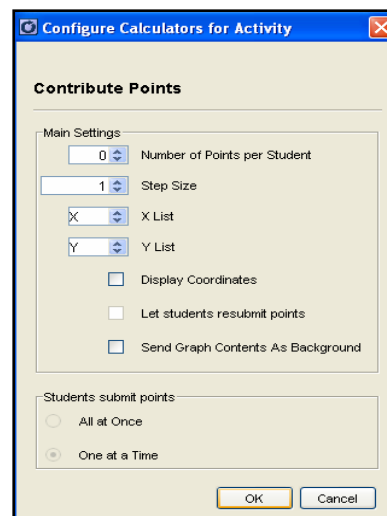 Configure Calculators for Activity
Contribute Points
Main Settings
0 Number of Points per Student
1 Step Size
X X List
Y Y List
Display Coordinates
Let students resubmit points
Send Graph Contents As Background
Students submit points
All at Once
One at a Time
OK Cancel